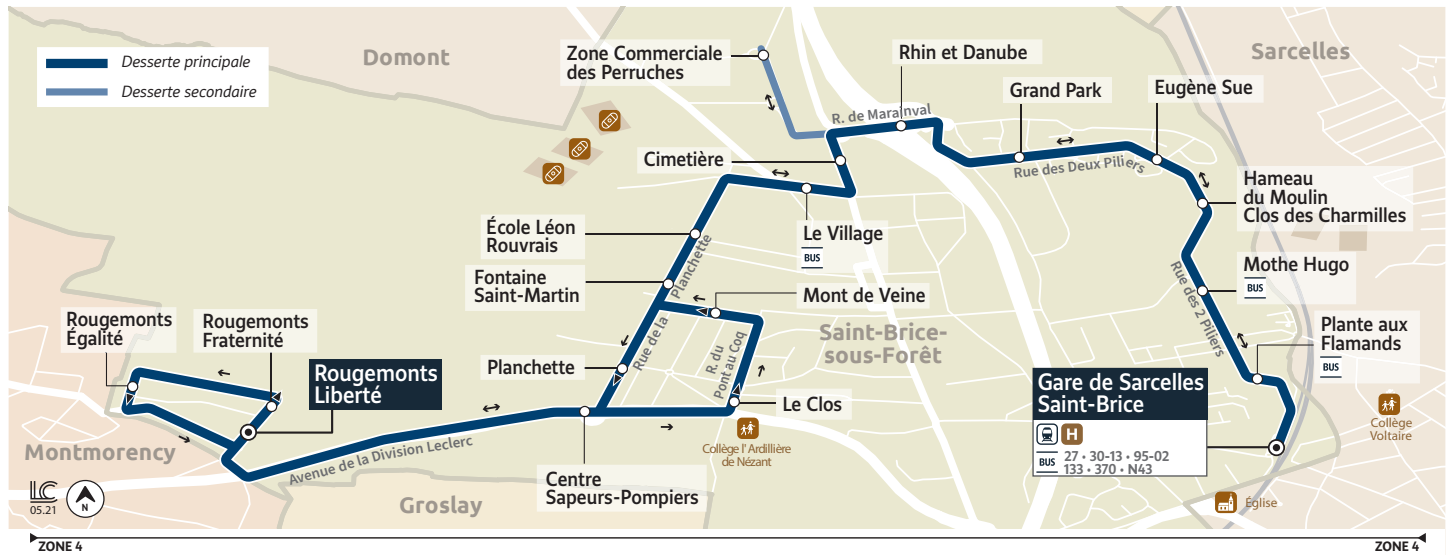 Desserte principale
Desserte secondaire
Domont
Zone Commerciale
des Perruches
Rhin et Danube
Sarcelles
Grand Park
Eugène Sue
R. de Marainval
Cimetière
Rue des Deux Piliers
Hameau
du Moulin
Clos des Charmilles
École Léon
Rouvrais
Le Village
BUS
Planchette
Rue de la
Fontaine
Saint-Martin
Mont de Veine
Mothe Hugo
BUS
Rue des 2 Piliers
Rougemonts
Égalité
Rougemonts
Fraternité
Saint-Brice-
sous-Forêt
Plante aux
Flamands
BUS
Planchette
R. du
Pont au Coq
Rougemonts
Liberté
Gare de Sarcelles
Saint-Brice
H
BUS
27 • 30-13 • 95-02
133 • 370 • N43
Le Clos
Collège
Voltaire
Montmorency
Avenue de la Division Leclerc
Collège l'Ardillière
de Nézant
Centre
Sapeurs-Pompiers
Groslay
Église
LC
05.21
N
ZONE 4
ZONE 4